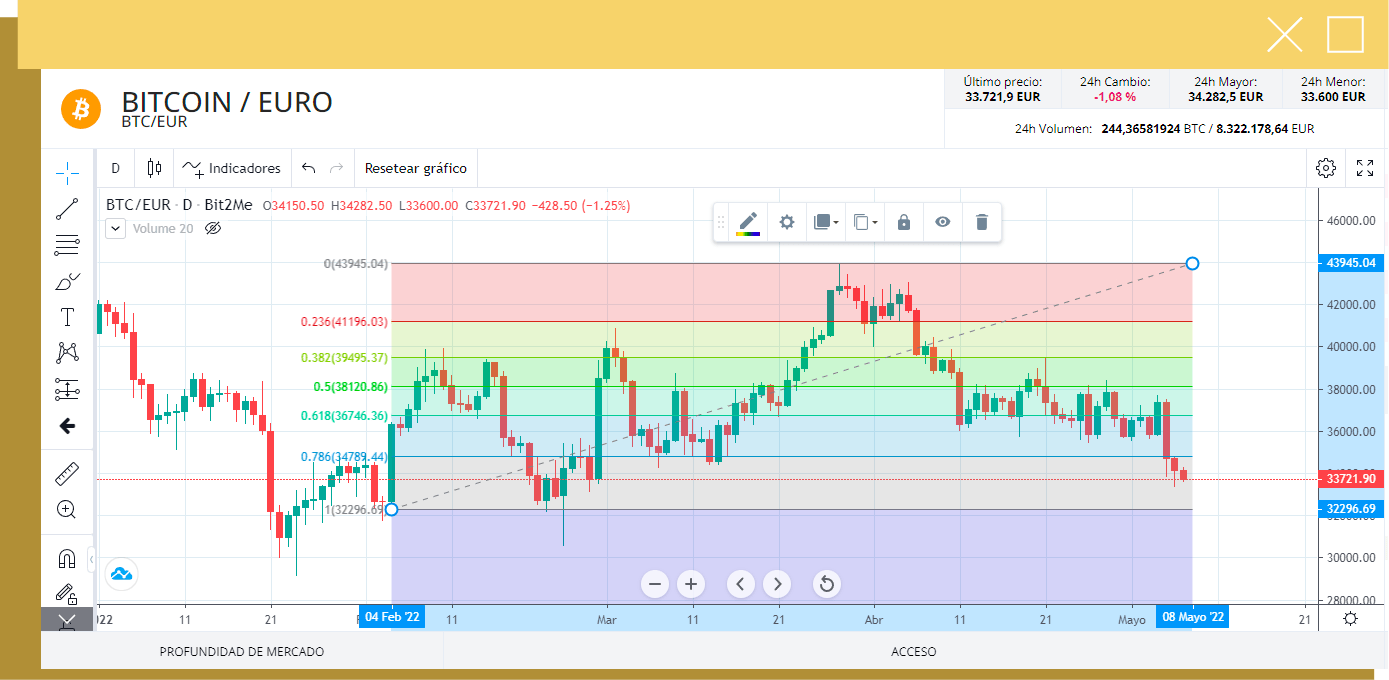 BITCOIN / EURO
BTC/EUR
Último precio:
33.721,9 EUR
24h Cambio:
-1,08 %
24h Mayor:
34.282,5 EUR
24h Menor:
33.600 EUR
24h Volumen: 244,36581924 BTC / 8.322.178,64 EUR
D
Indicadores
Resetear gráfico
BTC/EUR · D · Bit2Me O34150.50 H34282.50 L33600.00 C33721.90 −428.50 (−1.25%)
Volume 20
46000.00
0(43945.04)
43945.04
42000.00
0.236(41196.03)
40000.00
0.382(39495.37)
0.5(38120.86)
38000.00
0.618(36746.36)
36000.00
0.786(34789.44)
33721.90
1(32296.69)
32296.69
30000.00
28000.00
11
21
04 Feb '22
11
Mar
11
21
Abr
11
21
Mayo
08 Mayo '22
21
PROFUNDIDAD DE MERCADO
ACCESO